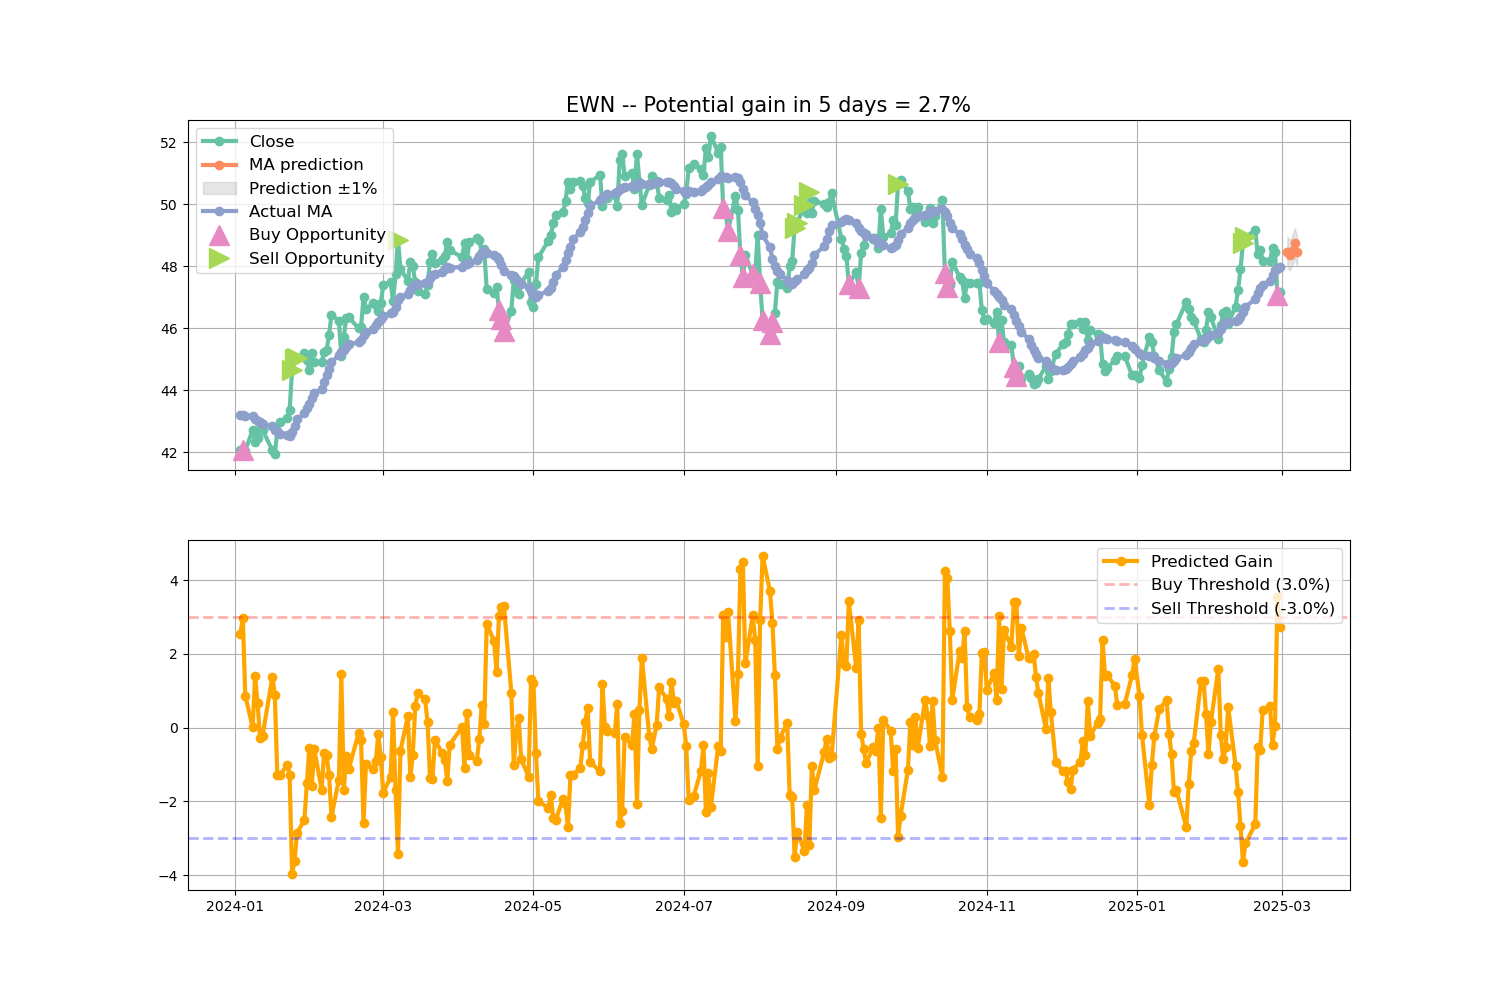 EWN -- Potential gain in 5 days = 2.7%
52
50
48
46
44
42
Close
MA prediction
Prediction ±1%
Actual MA
Buy Opportunity
Sell Opportunity
4
2
0
−2
−4
Predicted Gain
Buy Threshold (3.0%)
Sell Threshold (-3.0%)
2024-01
2024-03
2024-05
2024-07
2024-09
2024-11
2025-01
2025-03